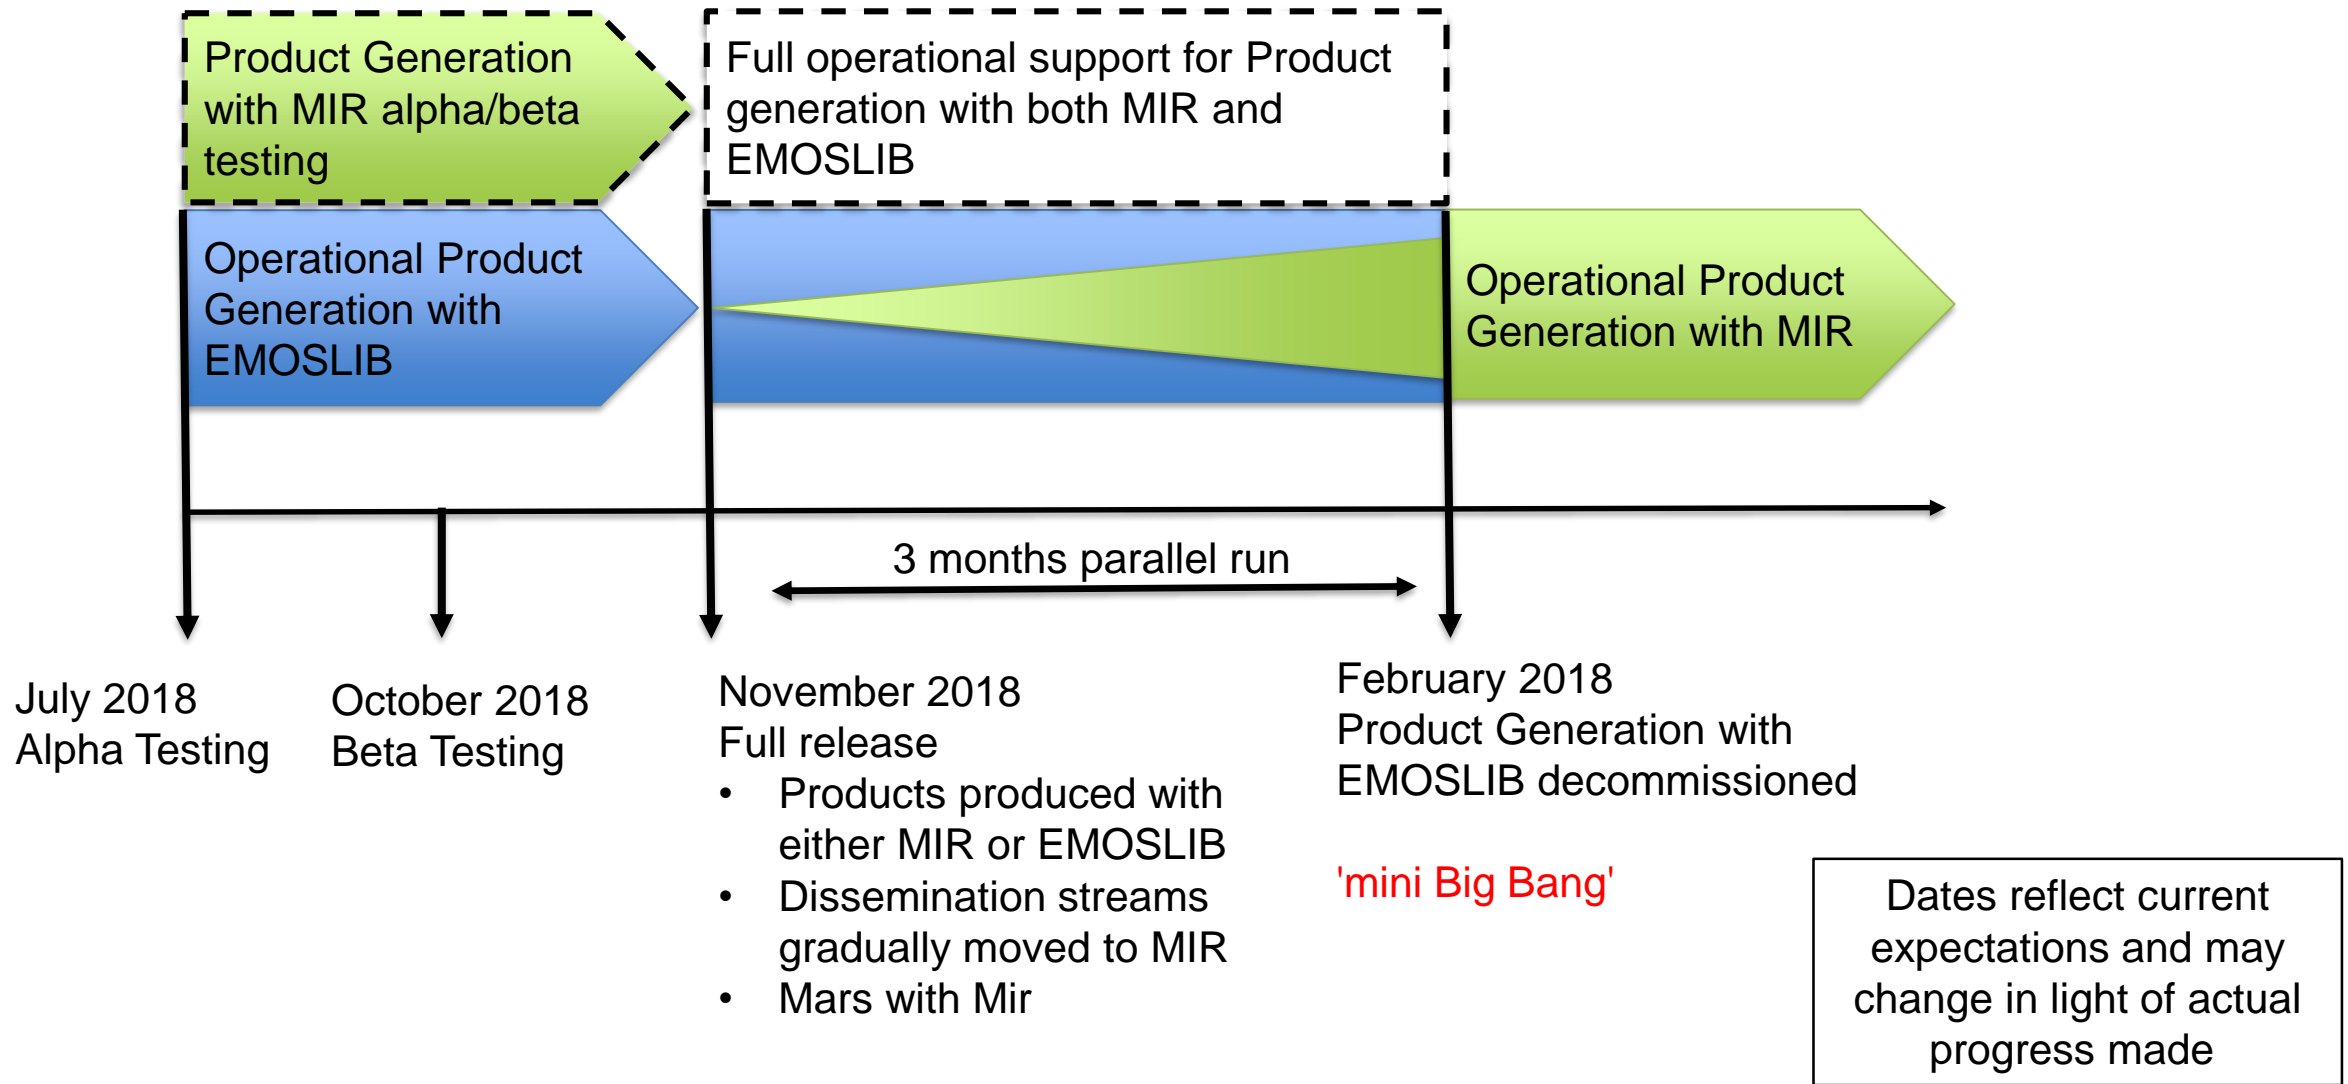 Product Generation
with MIR alpha/beta
testing
Full operational support for Product
generation with both MIR and
EMOSLIB
Operational Product
Generation with
EMOSLIB
Operational Product
Generation with MIR
3 months parallel run
July 2018
Alpha Testing
October 2018
Beta Testing
November 2018
Full release
• Products produced with
either MIR or EMOSLIB
• Dissemination streams
gradually moved to MIR
• Mars with Mir
February 2018
Product Generation with
EMOSLIB decommissioned
'mini Big Bang'
Dates reflect current
expectations and may
change in light of actual
progress made